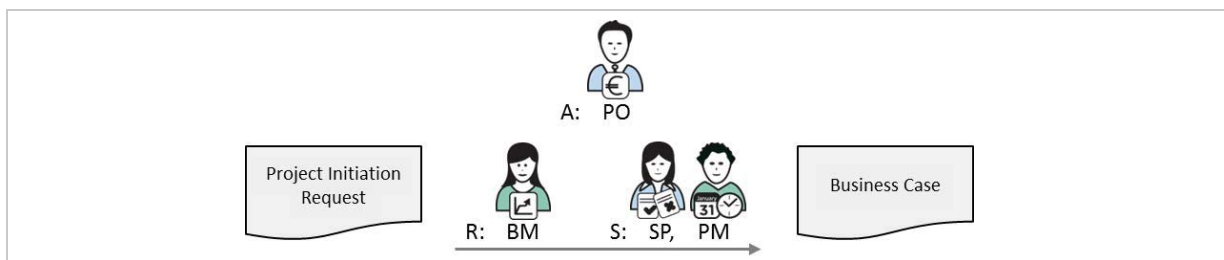 €
A: PO
Project Initiation
Request
Business Case
January
31
R: BM
S: SP, PM